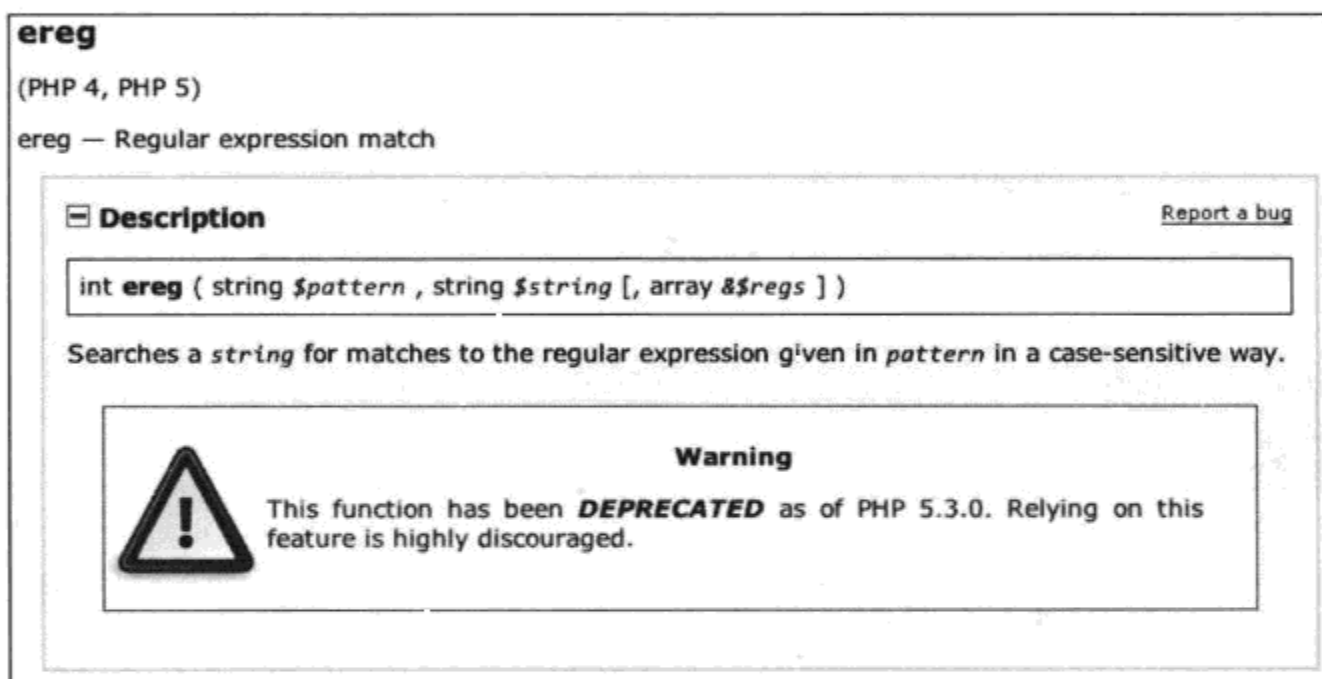 ereg
(PHP 4, PHP 5)
ereg — Regular expression match
Description
Report a bug
int ereg ( string $pattern , string $string [, array &$regs ] )
Searches a string for matches to the regular expression given in pattern in a case-sensitive way.
Warning
This function has been DEPRECATED as of PHP 5.3.0. Relying on this
feature is highly discouraged.